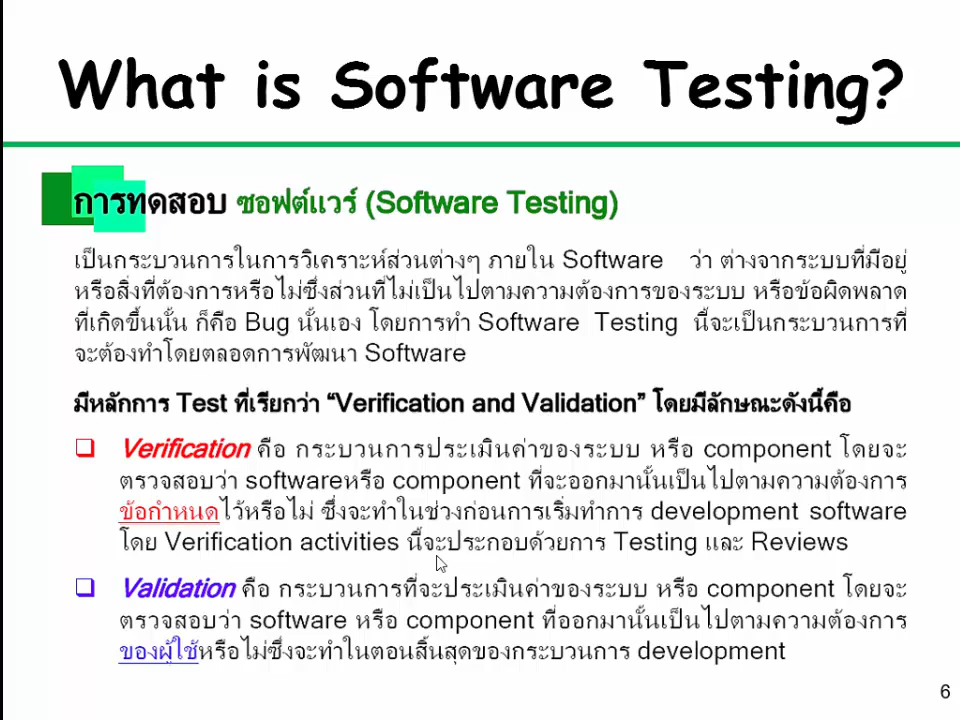 What is Software Testing?
การทดสอบ ซอฟต์แวร์ (Software Testing)
เป็นกระบวนการในการวิเคราะห์ส่วนต่างๆ ภายใน Software ว่า ต่างจากระบบที่มีอยู่
หรือสิ่งที่ต้องการหรือไม่ซึ่งส่วนที่ไม่เป็นไปตามความต้องการของระบบ หรือข้อผิดพลาด
ที่เกิดขึ้นนั้น ก็คือ Bug นั้นเอง โดยการทำ Software Testing นี้จะเป็นกระบวนการที่
จะต้องทำโดยตลอดการพัฒนา Software
มีหลักการ Test ที่เรียกว่า “Verification and Validation” โดยมีลักษณะดังนี้คือ
❑ Verification คือ กระบวนการประเมินค่าของระบบ หรือ component โดยจะ
ตรวจสอบว่า softwareหรือ component ที่จะออกมานั้นเป็นไปตามความต้องการ
ข้อกำหนดไว้หรือไม่ ซึ่งจะทำในช่วงก่อนการเริ่มทำการ development software
โดย Verification activities นี้จะประกอบด้วยการ Testing และ Reviews
❑ Validation คือ กระบวนการที่จะประเมินค่าของระบบ หรือ component โดยจะ
ตรวจสอบว่า software หรือ component ที่ออกมานั้นเป็นไปตามความต้องการ
ของผู้ใช้หรือไม่ซึ่งจะทำในตอนสิ้นสุดของกระบวนการ development
6